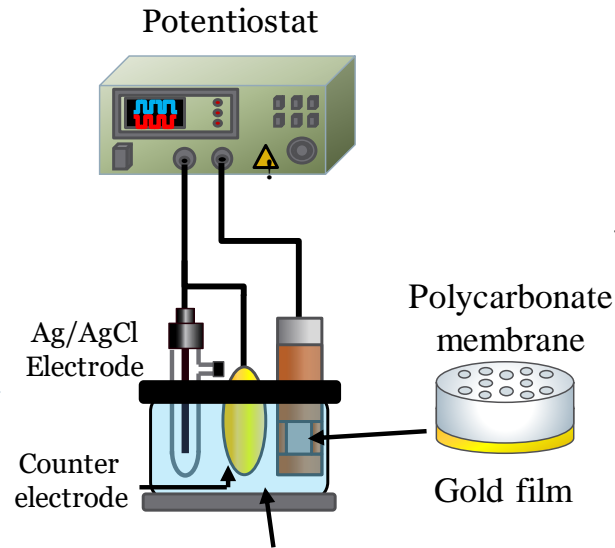 Potentiostat
!
Ag/AgCl
Electrode
Polycarbonate
membrane
Counter
electrode
Gold film